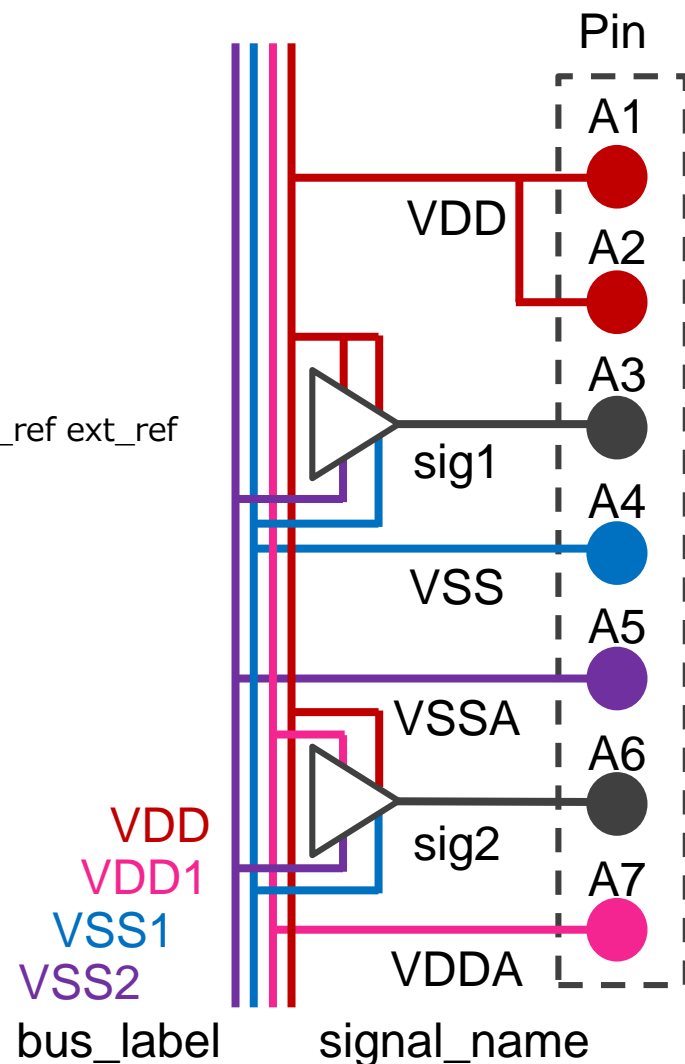 Pin
A1
VDD
A2
A3
_ref ext_ref
sig1
A4
VSS
A5
VSSA
A6
VDD
sig2
VDD1
A7
VSS1
VDDA
VSS2
bus_label
signal_name